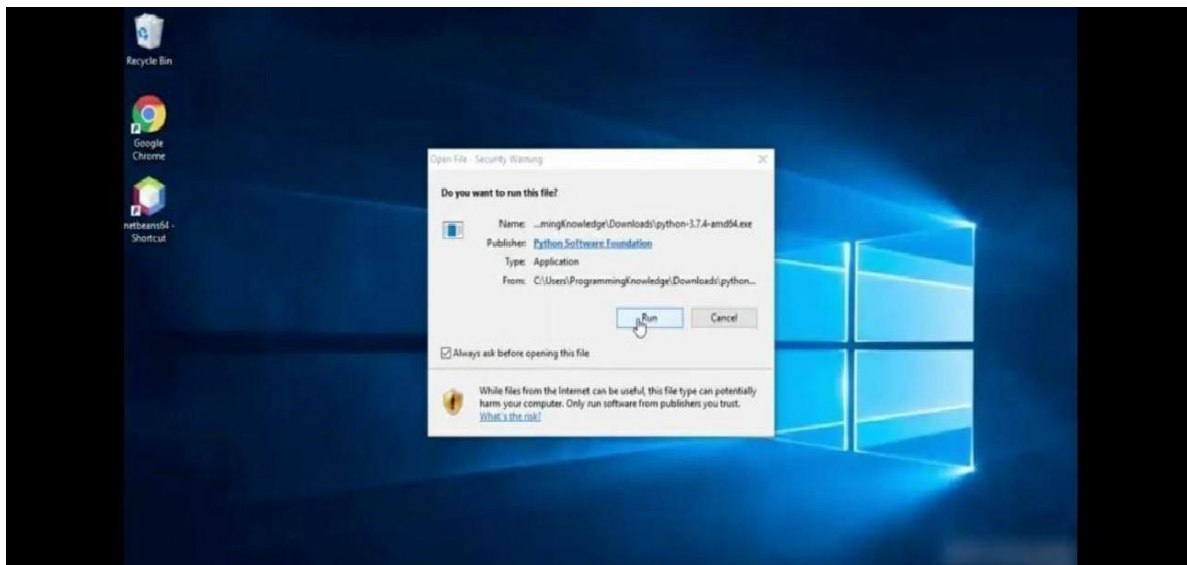 Recycle Bin
Google
Chrome
netbeans64 -
Shortcut
Open File - Security Warning
Do you want to run this file?
Name: ...mingKnowledge\Downloads\python-3.7.4-amd64.exe
Publisher: Python Software Foundation
Type: Application
From: C:\Users\ProgrammingKnowledge\Downloads\python...
Run
Cancel
Always ask before opening this file
While files from the Internet can be useful, this file type can potentially
harm your computer. Only run software from publishers you trust.
What's the risk?